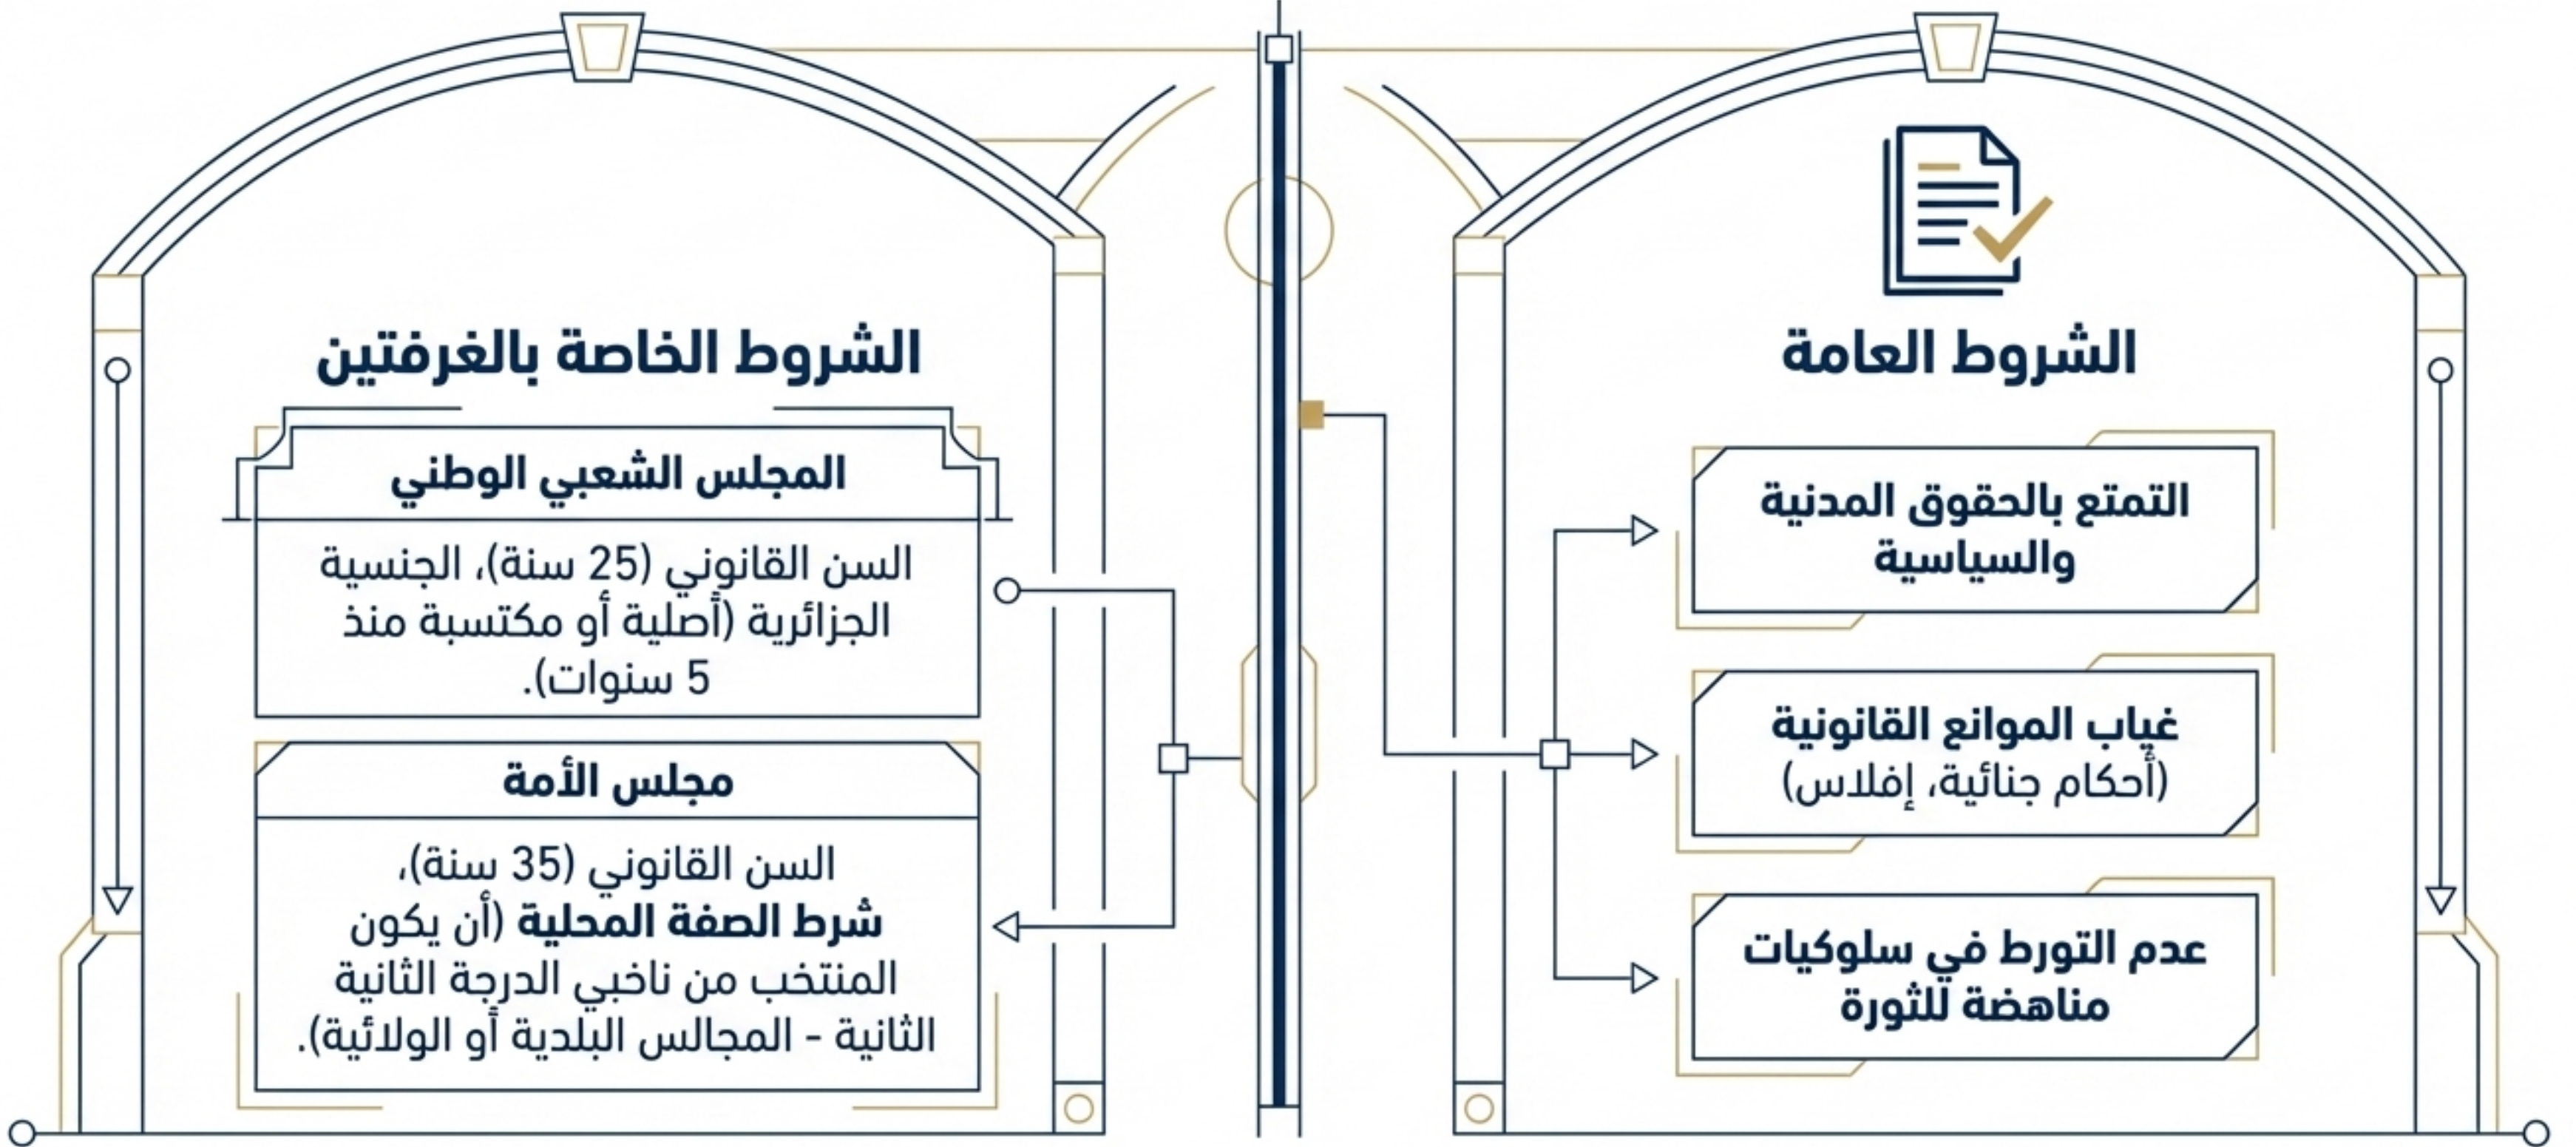 الشروط العامة
التمتع بالحقوق المدنية
والسياسية
غياب الموانع القانونية
(أحكام جنائية، إفلاس)
عدم التورط في سلوكيات
مناهضة للثورة
الشروط الخاصة بالغرفتين
المجلس الشعبي الوطني
السن القانوني (25 سنة)، الجنسية
الجزائرية (أصلية أو مكتسبة منذ
5 سنوات).
مجلس الأمة
السن القانوني (35 سنة)،
شرط الصفة المحلية (أن يكون
المنتخب من ناخبي الدرجة الثانية
الثانية - المجالس البلدية أو الولائية).